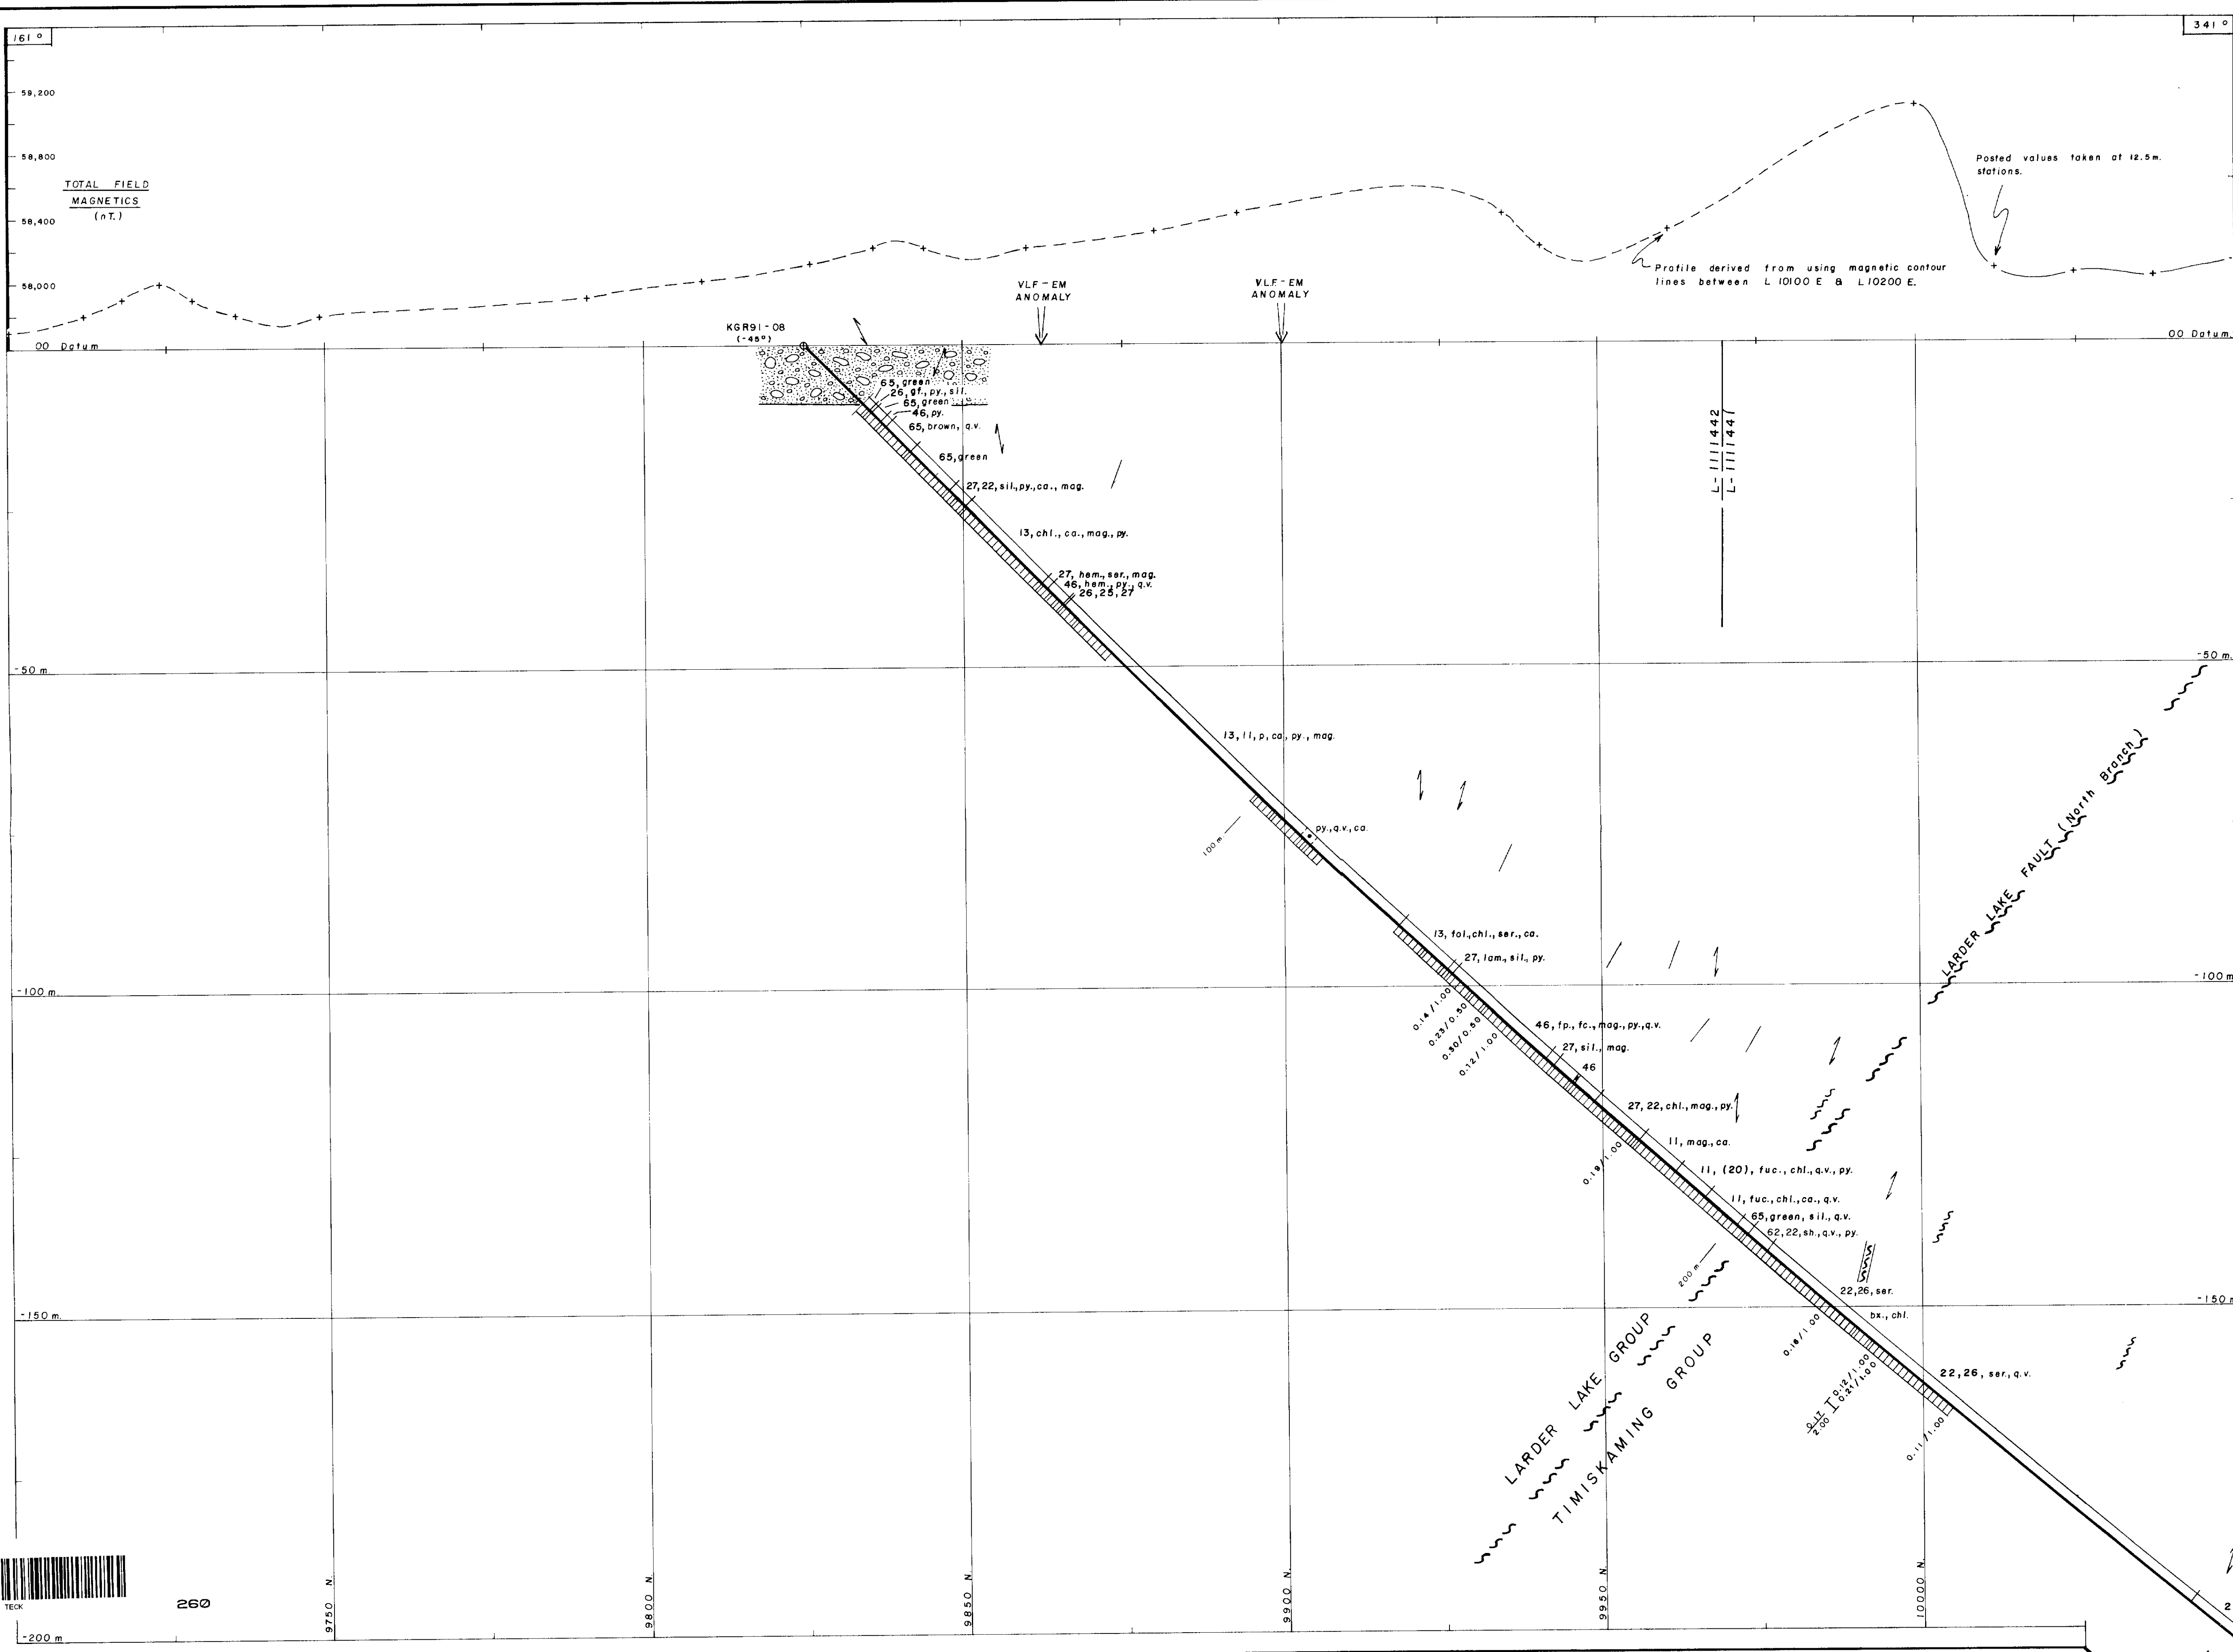 161°
341°
59,200
58,800
TOTAL FIELD
MAGNETICS
(nT.)
58,400
58,000
Posted values taken at 12.5m.
stations.
Profile derived from using magnetic contour
lines between L 10100 E & L 10200 E.
VLF-EM
ANOMALY
VLF-EM
ANOMALY
KGR91-08
(-45°)
00 Datum
00 Datum
65, green
26, gf., py., sil.
65, green
46, py.
65, brown, q.v.
65, green
27, 22, sil., py., ca., mag.
13, chl., ca., mag., py.
27, hem., ser., mag.
46, hem., py., q.v.
26, 25, 27
L-1111442
L-1111447
-50 m.
-50 m.
13, 11, p, ca, py., mag.
100 m
py., q.v., ca.
LARDER LAKE FAULT (North Branch)
13, fol., chl., ser., ca.
27, lam., sil., py.
-100 m.
-100 m
0.14/1.00
0.23/0.50
0.30/0.50
0.12/1.00
46, fp., fc., mag., py., q.v.
27, sil., mag.
46
27, 22, chl., mag., py.
11, mag., ca.
0.19/1.00
11, (20), fuc., chl., q.v., py.
11, fuc., chl., ca., q.v.
65, green, sil., q.v.
62, 22, sh., q.v., py.
200 m
22, 26, ser.
bx., chl.
-150 m.
-150 m
0.16/1.00
0.12/1.00
0.21/1.00
0.17
2.00
22, 26, ser., q.v.
0.11/1.00
LARDER LAKE GROUP
TIMISKAMING GROUP
TECK
260
9750 N
9800 N.
9850 N.
9900 N.
9950 N.
10000 N.
2
-200 m